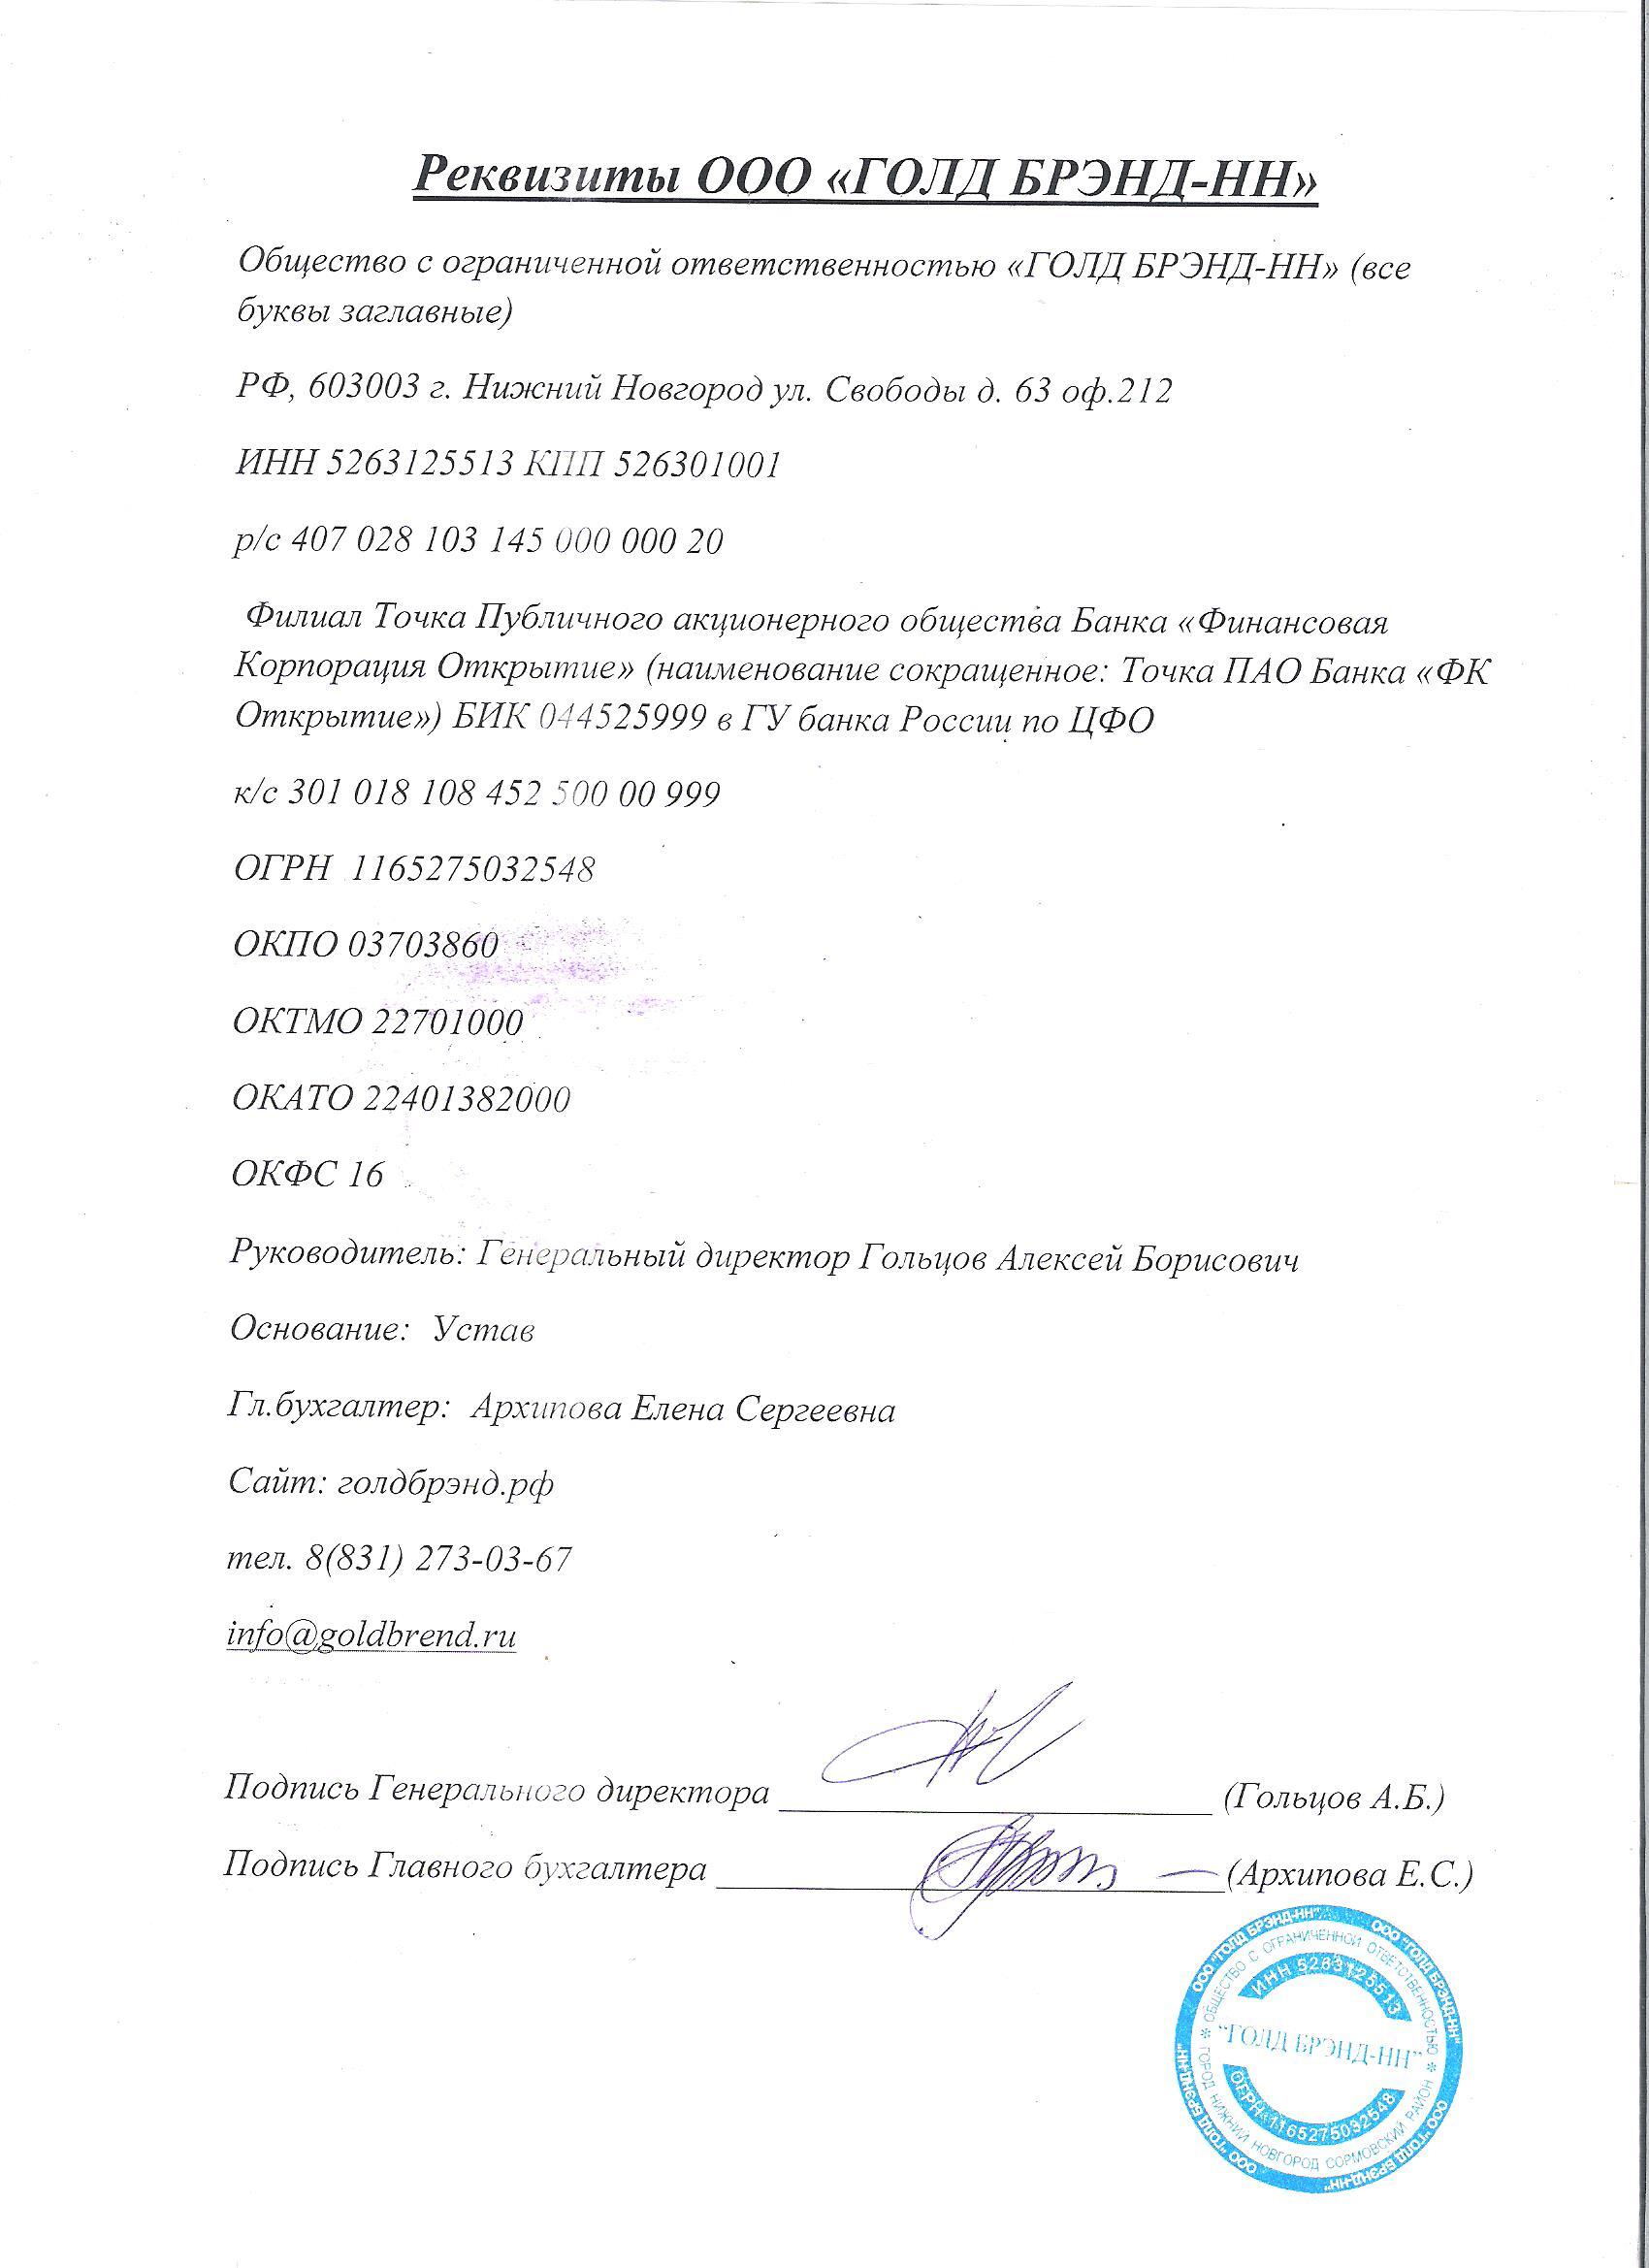 Реквизиты ООО «ГОЛД БРЭНД-НН»
Общество с ограниченной ответственностью «ГОЛД БРЭНД-НН» (все
буквы заглавные)
РФ, 603003 г. Нижний Новгород ул. Свободы д. 63 оф.212
ИНН 5263125513 КПП 526301001
р/с 407 028 103 145 000 000 20
Филиал Точка Публичного акционерного общества Банка «Финансовая
Корпорация Открытие» (наименование сокращенное: Точка ПАО Банка «ФК
Открытие») БИК 044525999 в ГУ банка России по ЦФО
к/с 301 018 108 452 500 00 999
ОГРН 1165275032548
ОКПО 03703860
ОКТМО 22701000
ОКАТО 22401382000
ОКФС 16
Руководитель: Генеральный директор Гольцов Алексей Борисович
Основание: Устав
Гл.бухгалтер: Архипова Елена Сергеевна
Сайт: голдбрэнд.рф
тел. 8(831) 273-03-67
info@goldbrend.ru
Подпись Генерального директора (Гольцов А.Б.)
Подпись Главного бухгалтера (Архипова Е.С.)
ООО "ГОЛД БРЭНД-НН" ООО "ГОЛД БРЭНД-НН" ООО "ГОЛД БРЭНД-НН" ООО "ГОЛД БРЭНД-НН"
* ОБЩЕСТВО С ОГРАНИЧЕННОЙ ОТВЕТСТВЕННОСТЬЮ *
ГОРОД НИЖНИЙ НОВГОРОД СОРМОВСКИЙ РАЙОН
ИНН 5263125513
"ГОЛД БРЭНД-НН"
ОГРН 1165275032548